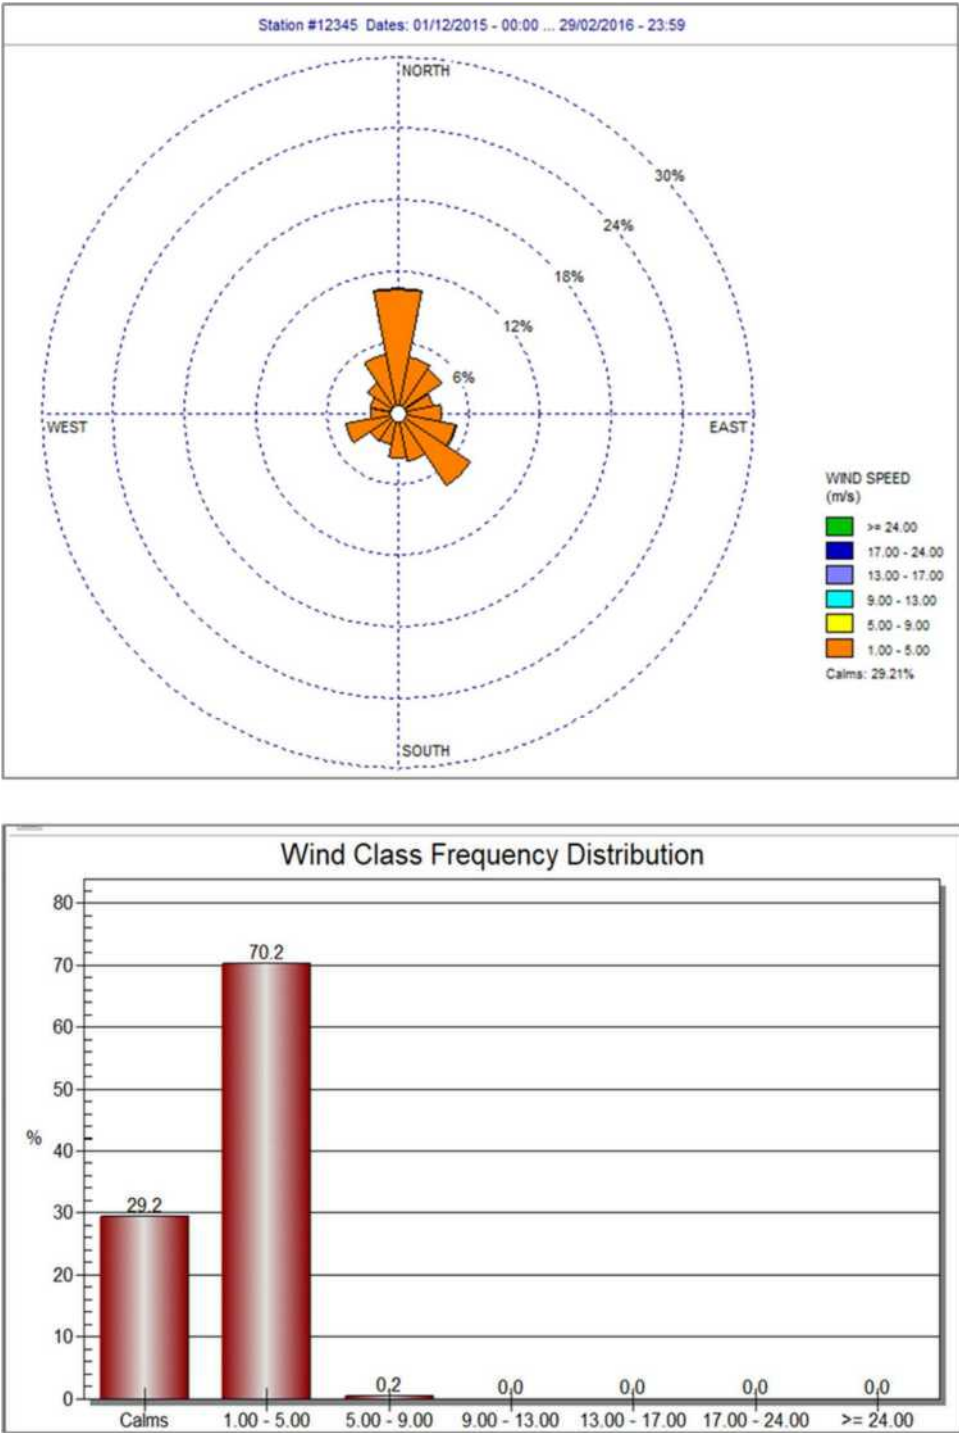 Station #12345 Dates: 01/12/2015 - 00:00 ... 29/02/2016 - 23:59
NORTH
30%
24%
18%
12%
6%
WEST
EAST
SOUTH
WIND SPEED
(m/s)
>= 24.00
17.00 - 24.00
13.00 - 17.00
9.00 - 13.00
5.00 - 9.00
1.00 - 5.00
Calms: 29.21%
Wind Class Frequency Distribution
80
70
60
50
%
40
30
20
10
0
29.2
70.2
0.2
0.0
0.0
0.0
0.0
Calms
1.00 - 5.00
5.00 - 9.00
9.00 - 13.00
13.00 - 17.00
17.00 - 24.00
>= 24.00